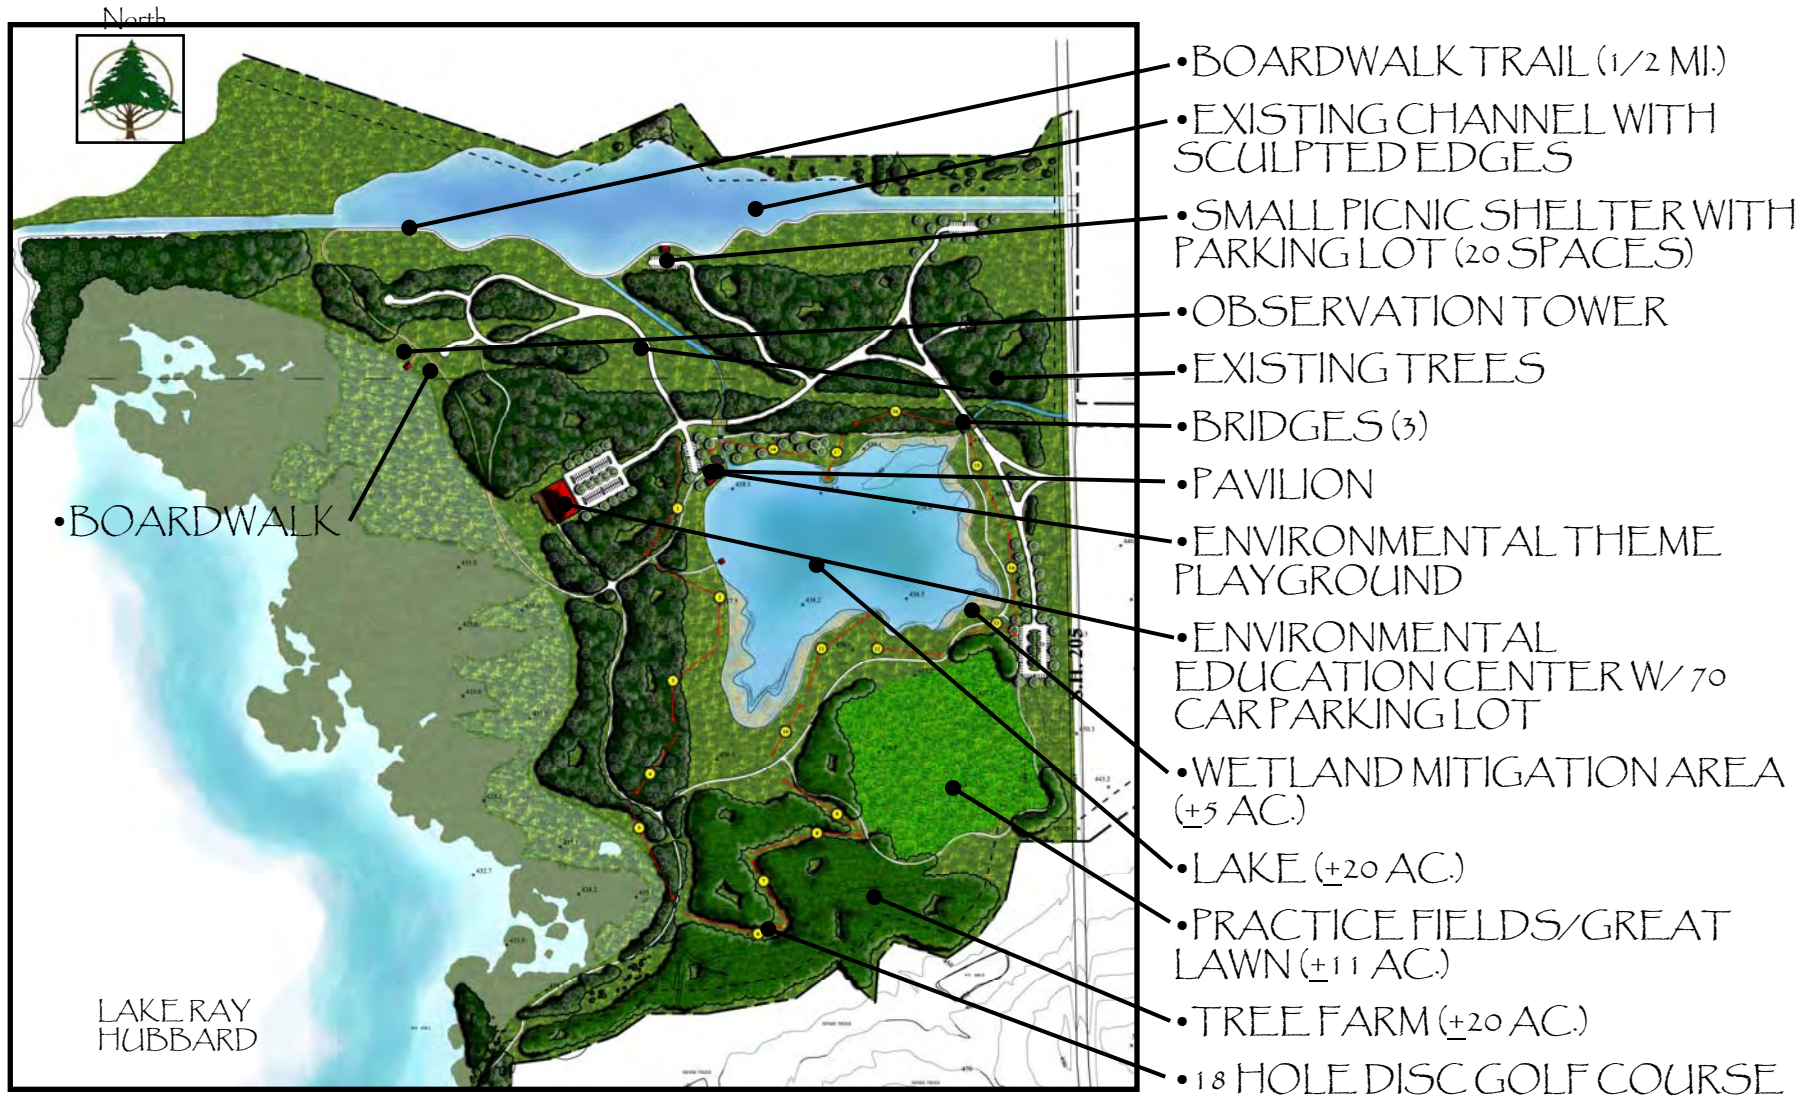 North
•BOARDWALK TRAIL (1/2 MI.)
•EXISTING CHANNEL WITH
SCULPTED EDGES
•SMALL PICNIC SHELTER WITH
PARKING LOT (20 SPACES)
•OBSERVATION TOWER
•EXISTING TREES
•BRIDGES (3)
•PAVILION
•ENVIRONMENTAL THEME
PLAYGROUND
•ENVIRONMENTAL
EDUCATION CENTER W/ 70
CAR PARKING LOT
•WETLAND MITIGATION AREA
(±5 AC.)
•LAKE (±20 AC.)
•PRACTICE FIELDS/GREAT
LAWN (±11 AC.)
•TREE FARM (±20 AC.)
•18 HOLE DISC GOLF COURSE
•BOARDWALK
LAKE RAY
HUBBARD
S.H. 205